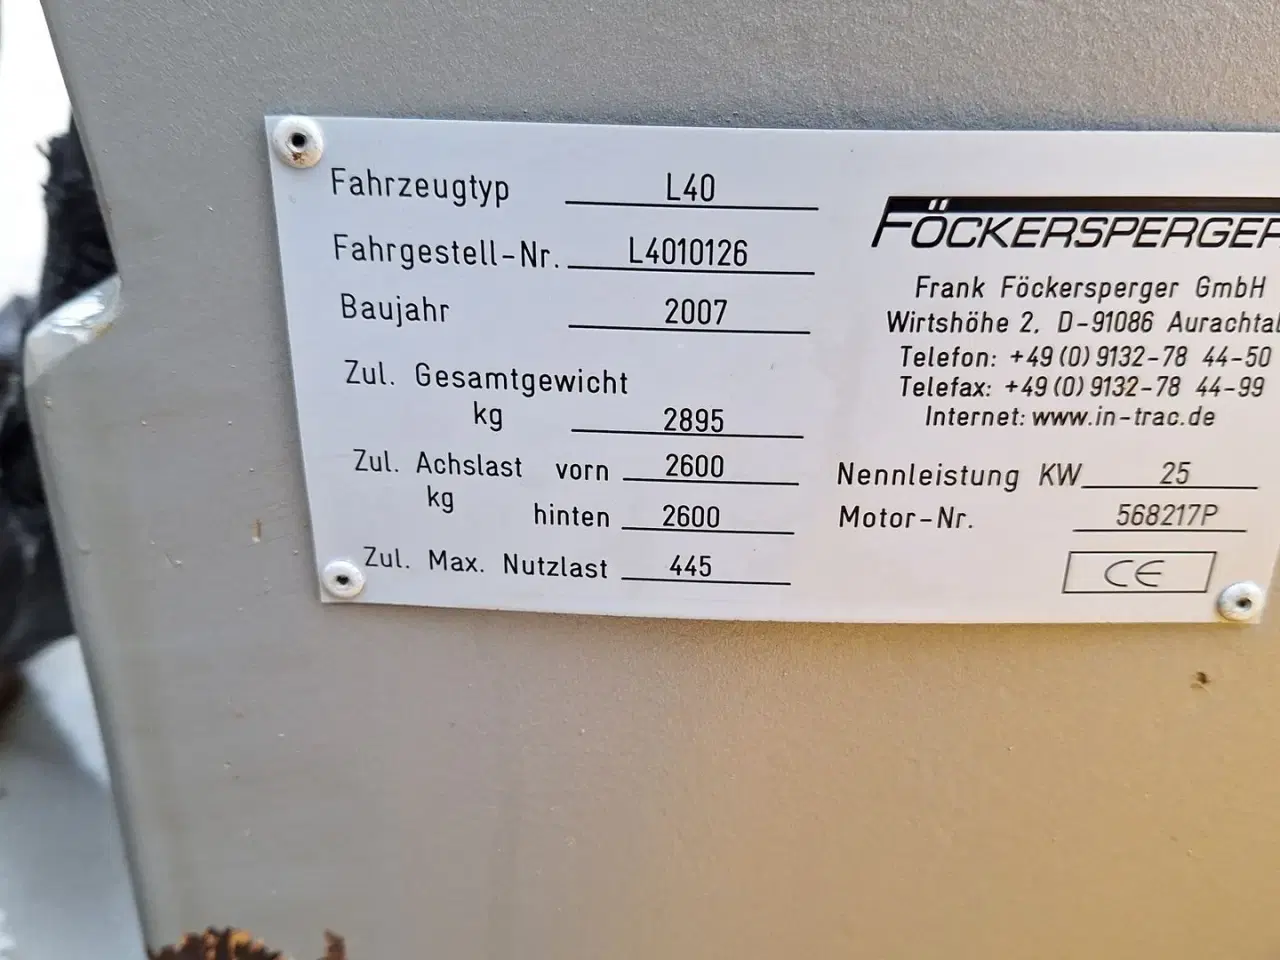 Fahrzeugtyp L40
Fahrgestell-Nr. L4010126
Baujahr 2007
Zul. Gesamtgewicht
kg 2895
Zul. Achslast vorn 2600
kg
hinten 2600
Zul. Max. Nutzlast 445
FÖCKERSPERGER
Frank Föckersperger GmbH
Wirtshöhe 2, D-91086 Aurachtal
Telefon: +49(0)9132-78 44-50
Telefax: +49(0)9132-78 44-99
Internet: www.in-trac.de
Nennleistung KW 25
Motor-Nr. 568217P
CE